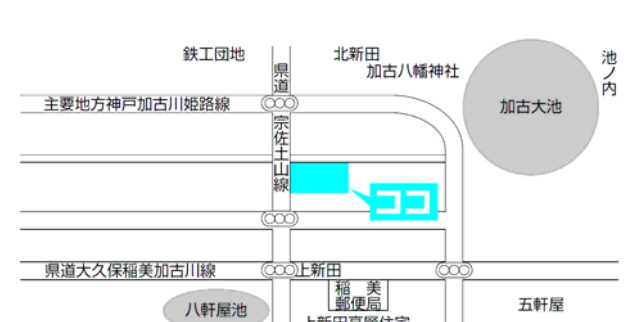 鉄工団地
北新田
加古八幡神社
池ノ内
県道
主要地方神戸加古川姫路線
加古大池
宗佐土山線
ココ
県道大久保稲美加古川線
上新田
稲美
郵便局
八軒屋池
五軒屋